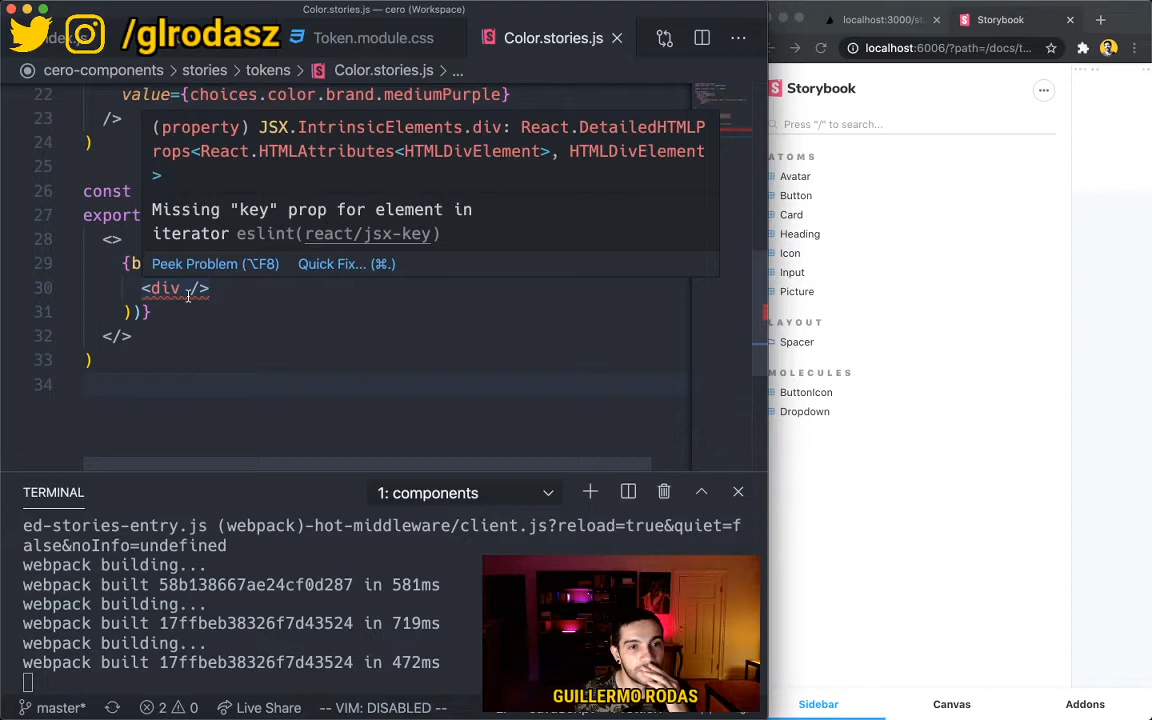 Color.stories.js — cero (Workspace)
/glrodasz
Token.module.css
Color.stories.js
cero-components > stories > tokens > Color.stories.js > ...
22 value={choices.color.brand.mediumPurple}
23 />
24 )
25
26 const
27 export
28 <>
29 {b
30 <div />
31 ))}
32 </>
33 )
34
(property) JSX.IntrinsicElements.div: React.DetailedHTMLP
rops<React.HTMLAttributes<HTMLDivElement>, HTMLDivElement
>
Missing "key" prop for element in
iterator eslint(react/jsx-key)
Peek Problem (⌥F8) Quick Fix... (⌘.)
TERMINAL
1: components
ed-stories-entry.js (webpack)-hot-middleware/client.js?reload=true&quiet=f
alse&noInfo=undefined
webpack building...
webpack built 58b138667ae24cf0d287 in 581ms
webpack building...
webpack built 17ffbeb38326f7d43524 in 719ms
webpack building...
webpack built 17ffbeb38326f7d43524 in 472ms
GUILLERMO RODAS
master* 2 0 Live Share -- VIM: DISABLED --
localhost:3000/st
Storybook
localhost:6006/?path=/docs/t...
Storybook
Press "/" to search...
ATOMS
Avatar
Button
Card
Heading
Icon
Input
Picture
LAYOUT
Spacer
MOLECULES
ButtonIcon
Dropdown
Sidebar
Canvas
Addons